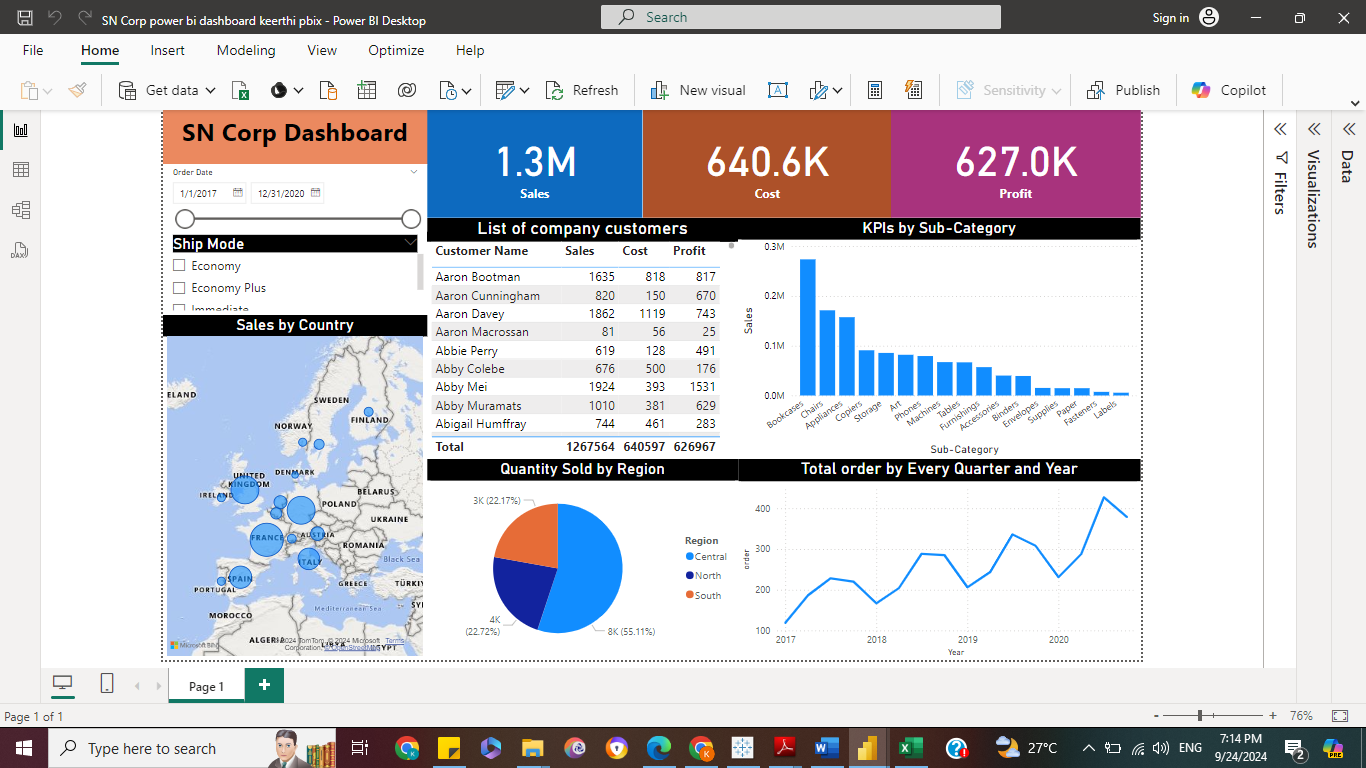 SN Corp power bi dashboard keerthi pbix - Power BI Desktop
Search
Sign in
File Home Insert Modeling View Optimize Help
Get data
Refresh
New visual
Sensitivity
Publish
Copilot
SN Corp Dashboard
Order Date
1/1/2017 12/31/2020
Ship Mode
Economy
Economy Plus
Immediate
1.3M
Sales
640.6K
Cost
627.0K
Profit
List of company customers
Customer Name Sales Cost Profit
Aaron Bootman 1635 818 817
Aaron Cunningham 820 150 670
Aaron Davey 1862 1119 743
Aaron Macrossan 81 56 25
Abbie Perry 619 128 491
Abby Colebe 676 500 176
Abby Mei 1924 393 1531
Abby Muramats 1010 381 629
Abigail Humffray 744 461 283
Total 1267564 640597 626967
KPIs by Sub-Category
0.3M
0.2M
0.1M
0.0M
Sales
Bookcases
Chairs
Appliances
Copiers
Storage
Art
Phones
Machines
Tables
Furnishings
Accessories
Binders
Envelopes
Supplies
Paper
Fasteners
Labels
Sub-Category
Sales by Country
ELAND
SWEDEN
FINLAND
NORWAY
DENMARK
UNITED
KINGDOM
IRELAND
BELARUS
POLAND
UKRAINE
FRANCE
AUSTRIA
ROMANIA
ITALY
Black Sea
SPAIN
GREECE
TÜRKİ
PORTUGAL
Mediterranean Sea
SY
MOROCCO
ALGERIA
Microsoft Bing
2024 TomTom, © 2024 Microsoft
Corporation, © OpenStreetMap
Terms
Quantity Sold by Region
3K (22.17%)
4K
(22.72%)
8K (55.11%)
Region
Central
North
South
Total order by Every Quarter and Year
400
300
200
100
order
2017 2018 2019 2020
Year
Filters
Visualizations
Data
Page 1
Page 1 of 1
- + 76%
Type here to search
27°C
ENG
7:14 PM
9/24/2024
2
PRE